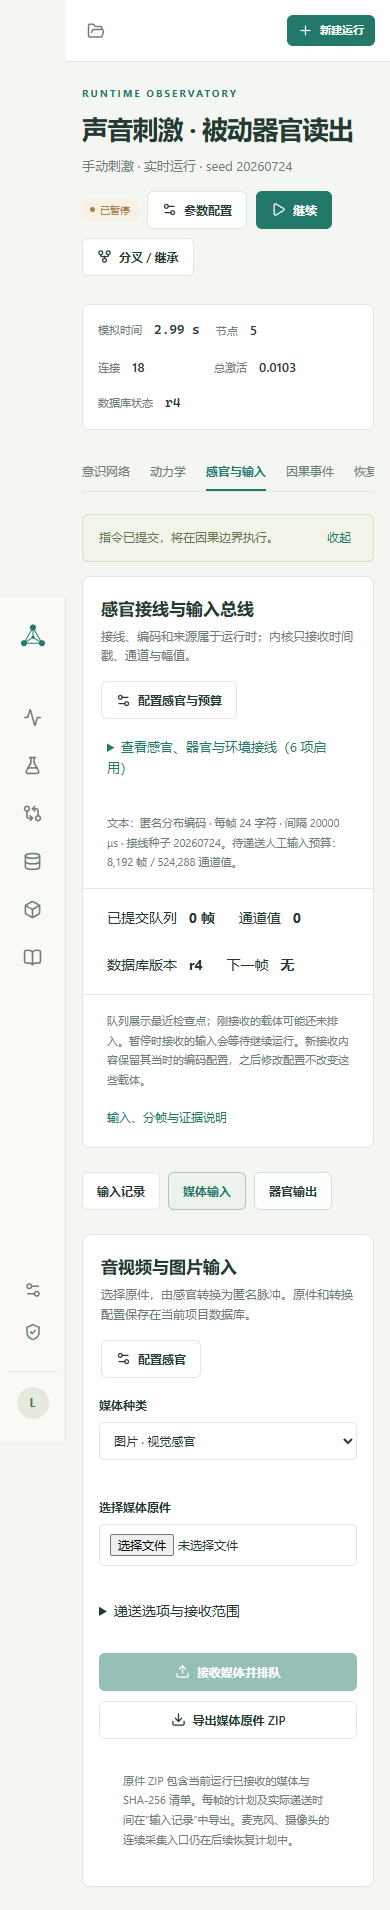 新建运行
RUNTIME OBSERVATORY
声音刺激 · 被动器官读出
手动刺激 · 实时运行 · seed 20260724
已暂停
参数配置
继续
分叉 / 继承
模拟时间 2.99 s 节点 5
连接 18 总激活 0.0103
数据库状态 r4
意识网络 动力学 感官与输入 因果事件 恢复
指令已提交，将在因果边界执行。 收起
感官接线与输入总线
接线、编码和来源属于运行时；内核只接收时间
戳、通道与幅值。
配置感官与预算
查看感官、器官与环境接线（6 项启
用）
文本：匿名分布编码 · 每帧 24 字符 · 间隔 20000
μs · 接线种子 20260724。待递送人工输入预算：
8,192 帧 / 524,288 通道值。
已提交队列 0 帧 通道值 0
数据库版本 r4 下一帧 无
队列展示最近检查点；刚接收的载体可能还未排
入。暂停时接收的输入会等待继续运行。新接收内
容保留其当时的编码配置，之后修改配置不改变这
些载体。
输入、分帧与证据说明
输入记录 媒体输入 器官输出
音视频与图片输入
选择原件，由感官转换为匿名脉冲。原件和转换
配置保存在当前项目数据库。
配置感官
媒体种类
图片 · 视觉感官
选择媒体原件
选择文件 未选择文件
递送选项与接收范围
接收媒体并排队
导出媒体原件 ZIP
原件 ZIP 包含当前运行已接收的媒体与
SHA-256 清单。每帧的计划及实际递送时
间在“输入记录”中导出。麦克风、摄像头的
连续采集入口仍在后续恢复计划中。
L